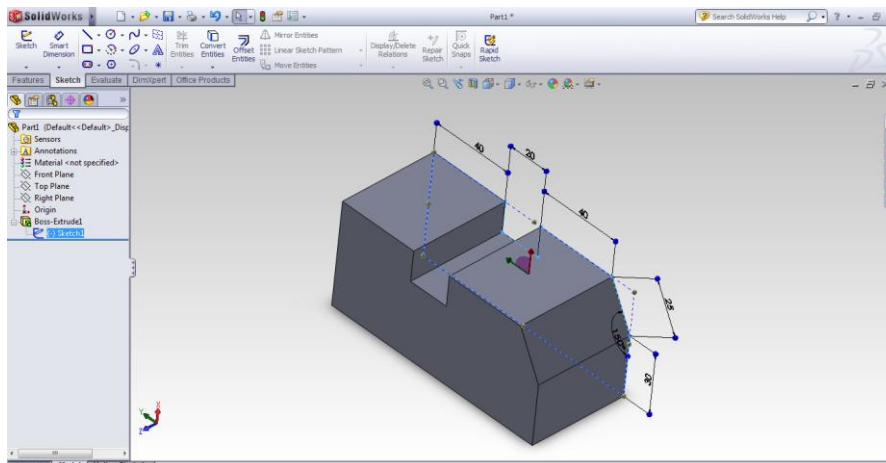 SolidWorks
Part1 *
Search SolidWorks Help
Sketch
Smart Dimension
Trim Entities
Convert Entities
Offset Entities
Mirror Entities
Linear Sketch Pattern
Move Entities
Display/Delete Relations
Repair Sketch
Quick Snaps
Rapid Sketch
Features Sketch Evaluate DimXpert Office Products
Part1 (Default<<Default>_Disp
Sensors
Annotations
Material <not specified>
Front Plane
Top Plane
Right Plane
Origin
Boss-Extrude1
(-) Sketch1
40
20
40
25
150°
30
Y
X
Z